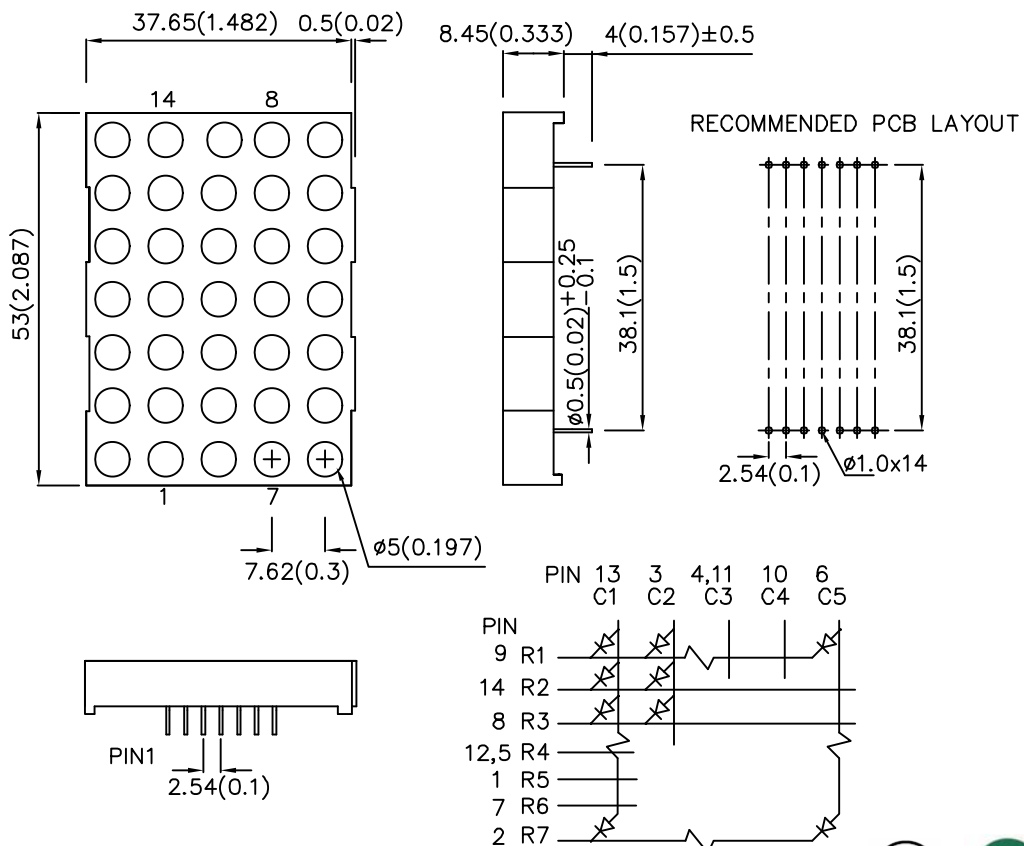 37.65(1.482)
0.5(0.02)
8.45(0.333)
4(0.157)±0.5
14
8
RECOMMENDED PCB LAYOUT
53(2.087)
ø0.5(0.02)+0.25
-0.1
38.1(1.5)
38.1(1.5)
2.54(0.1)
ø1.0x14
1
7
ø5(0.197)
7.62(0.3)
PIN 13 3 4,11 10 6
C1 C2 C3 C4 C5
PIN
9 R1
14 R2
8 R3
12,5 R4
1 R5
7 R6
2 R7
PIN1
2.54(0.1)